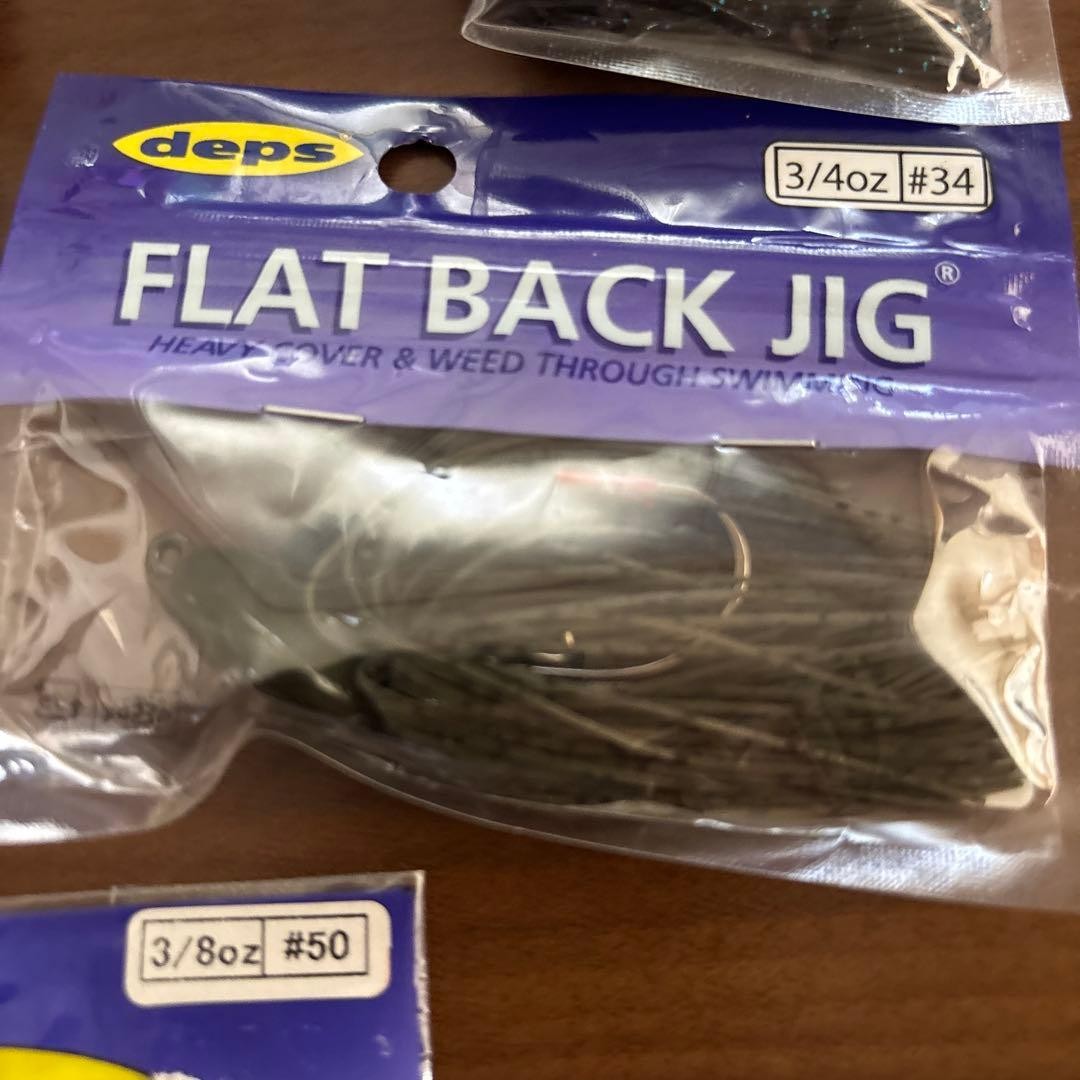 deps
3/4oz #34
FLAT BACK JIG®
HEAVY COVER & WEED THROUGH SWIMMING
3/8oz #50